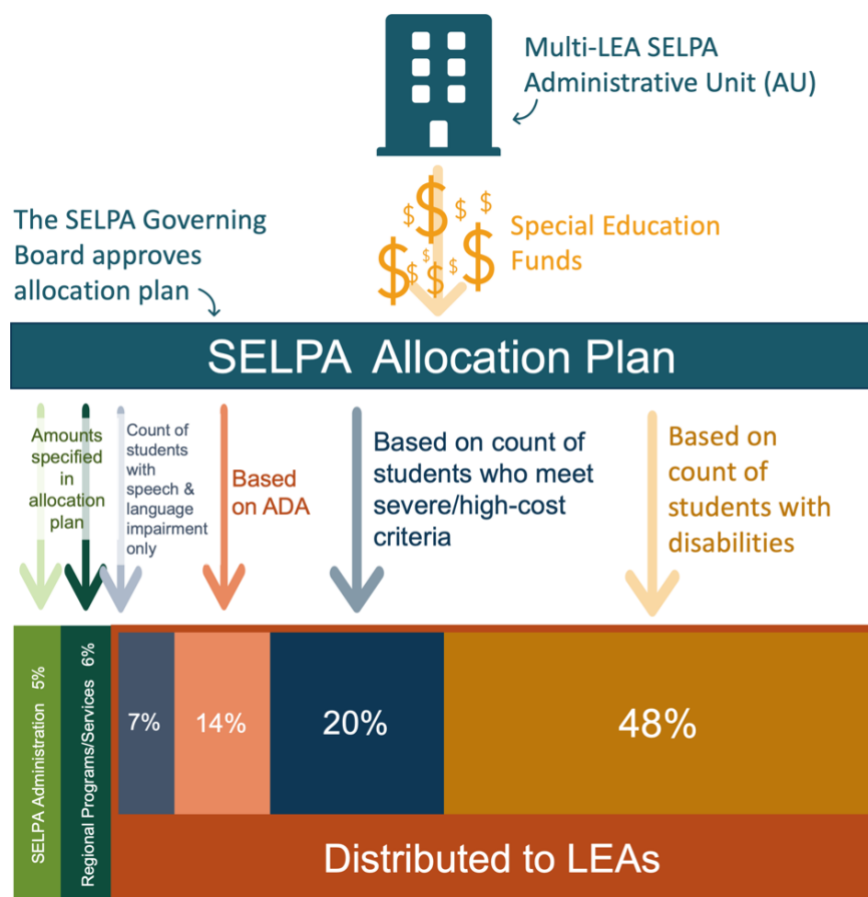 Multi-LEA SELPA
Administrative Unit (AU)
The SELPA Governing
Board approves
allocation plan
$ $ $ $
$ $ $ $ $ $
Special Education
Funds
SELPA Allocation Plan
Amounts
specified
in
allocation
plan
Count of
students
with
speech &
language
impairment
only
Based
on ADA
Based on count of
students who meet
severe/high-cost
criteria
Based on
count of
students with
disabilities
SELPA Administration 5%
Regional Programs/Services 6%
7%
14%
20%
48%
Distributed to LEAs